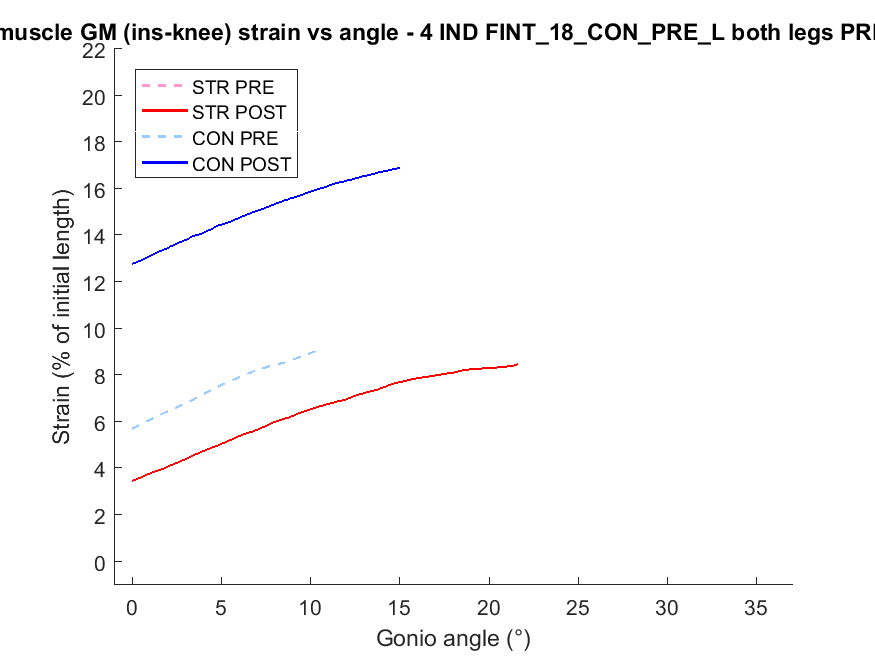 muscle GM (ins-knee) strain vs angle - 4 IND FINT_18_CON_PRE_L both legs PRE
22
20
18
16
14
12
10
8
6
4
2
0
STR PRE
STR POST
CON PRE
CON POST
Strain (% of initial length)
0 5 10 15 20 25 30 35
Gonio angle (°)